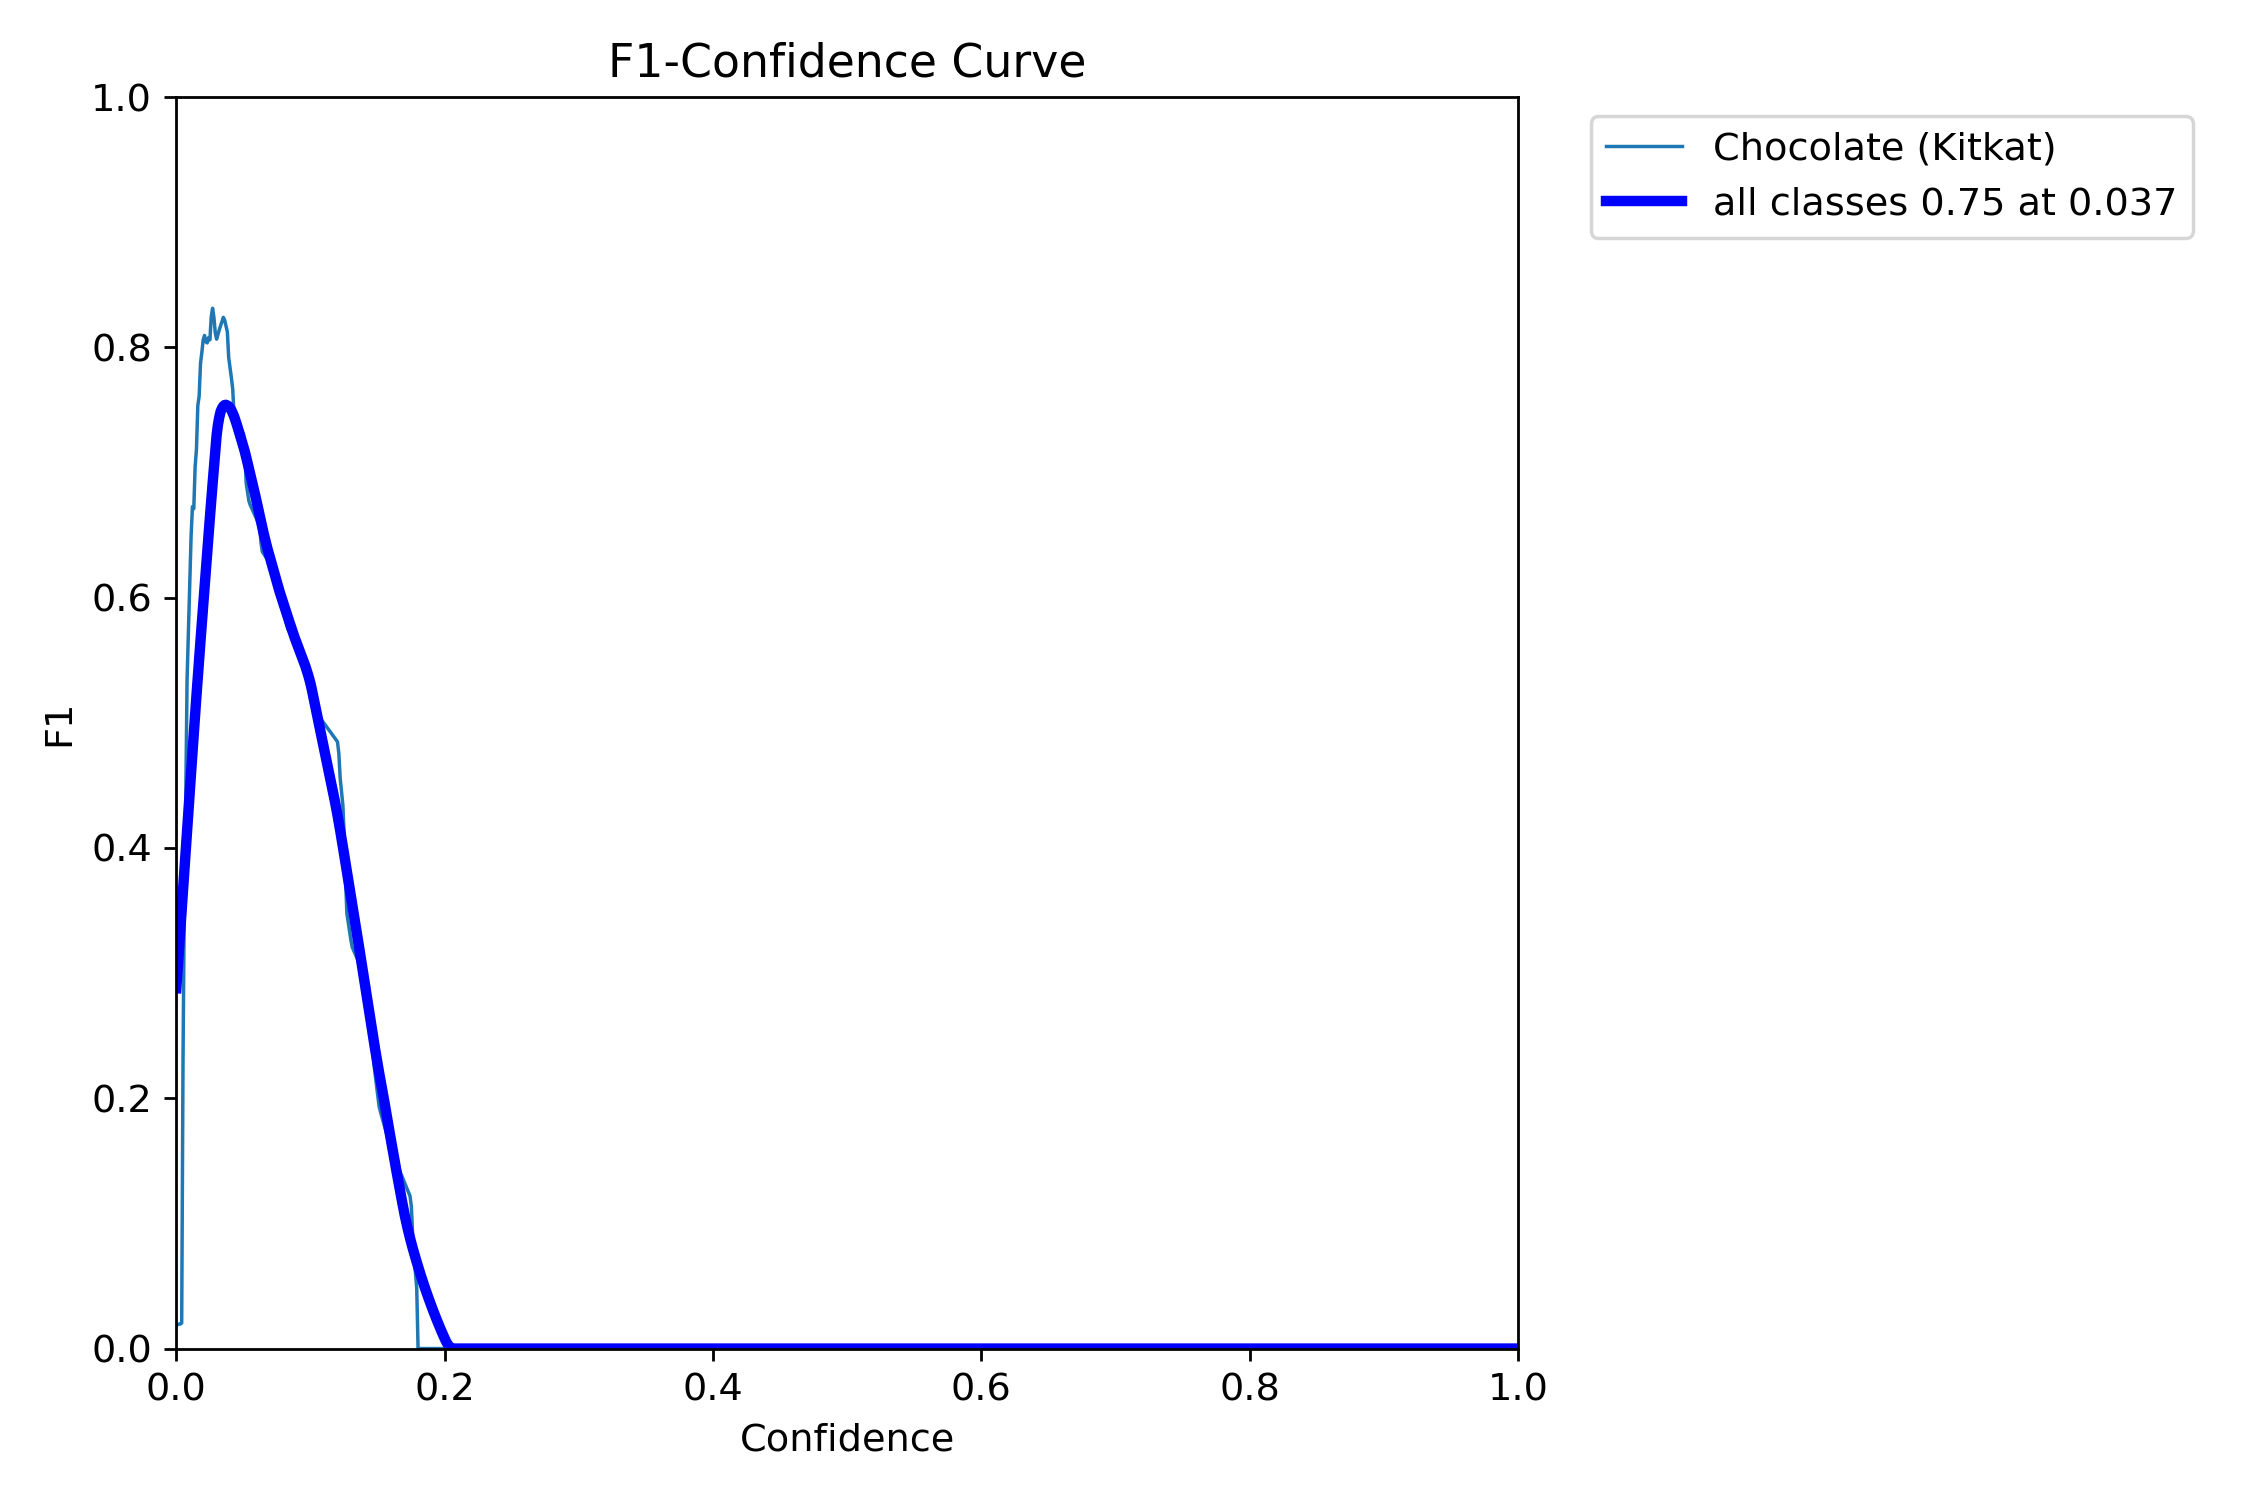 F1-Confidence Curve
1.0
0.8
0.6
0.4
0.2
0.0
F1
0.0 0.2 0.4 0.6 0.8 1.0
Confidence
Chocolate (Kitkat)
all classes 0.75 at 0.037